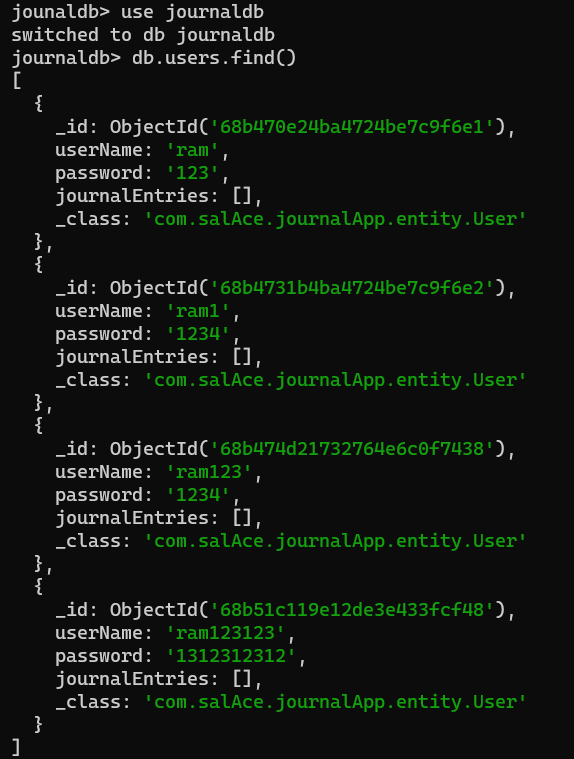 jounaldb> use journaldb
switched to db journaldb
journaldb> db.users.find()
[
  {
    _id: ObjectId('68b470e24ba4724be7c9f6e1'),
    userName: 'ram',
    password: '123',
    journalEntries: [],
    _class: 'com.salAce.journalApp.entity.User'
  },
  {
    _id: ObjectId('68b4731b4ba4724be7c9f6e2'),
    userName: 'ram1',
    password: '1234',
    journalEntries: [],
    _class: 'com.salAce.journalApp.entity.User'
  },
  {
    _id: ObjectId('68b474d21732764e6c0f7438'),
    userName: 'ram123',
    password: '1234',
    journalEntries: [],
    _class: 'com.salAce.journalApp.entity.User'
  },
  {
    _id: ObjectId('68b51c119e12de3e433fcf48'),
    userName: 'ram123123',
    password: '1312312312',
    journalEntries: [],
    _class: 'com.salAce.journalApp.entity.User'
  }
]